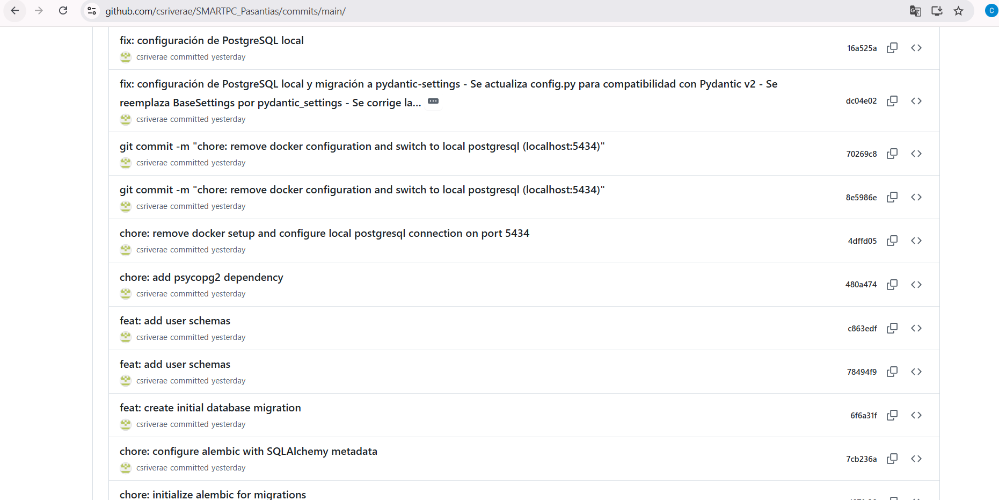 github.com/csriverae/SMARTPC_Pasantias/commits/main/
C
fix: configuración de PostgreSQL local
16a525a
csriverae committed yesterday
fix: configuración de PostgreSQL local y migración a pydantic-settings - Se actualiza config.py para compatibilidad con Pydantic v2 - Se
reemplaza BaseSettings por pydantic_settings - Se corrige la...
dc04e02
csriverae committed yesterday
git commit -m "chore: remove docker configuration and switch to local postgresql (localhost:5434)"
70269c8
csriverae committed yesterday
git commit -m "chore: remove docker configuration and switch to local postgresql (localhost:5434)"
8e5986e
csriverae committed yesterday
chore: remove docker setup and configure local postgresql connection on port 5434
4dffd05
csriverae committed yesterday
chore: add psycopg2 dependency
480a474
csriverae committed yesterday
feat: add user schemas
c863edf
csriverae committed yesterday
feat: add user schemas
78494f9
csriverae committed yesterday
feat: create initial database migration
6f6a31f
csriverae committed yesterday
chore: configure alembic with SQLAlchemy metadata
7cb236a
csriverae committed yesterday
chore: initialize alembic for migrations